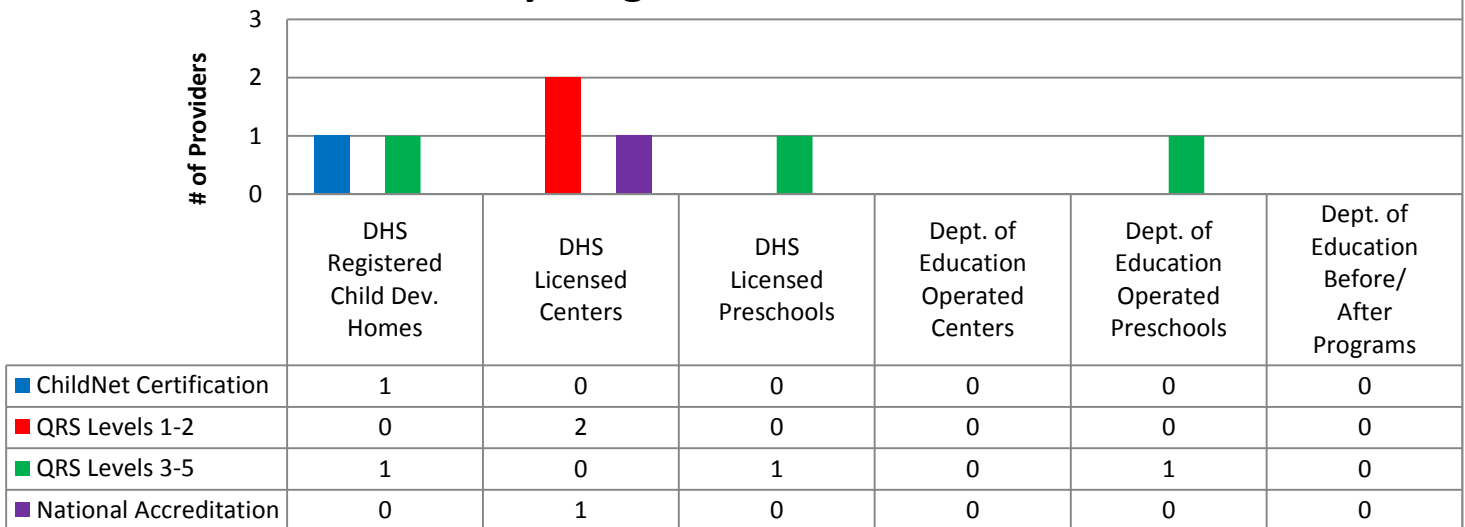 3
2
1
0
# of Providers
DHS
Registered
Child Dev.
Homes
DHS
Licensed
Centers
DHS
Licensed
Preschools
Dept. of
Education
Operated
Centers
Dept. of
Education
Operated
Preschools
Dept. of
Education
Before/
After
Programs
ChildNet Certification 1 0 0 0 0 0
QRS Levels 1-2 0 2 0 0 0 0
QRS Levels 3-5 1 0 1 0 1 0
National Accreditation 0 1 0 0 0 0